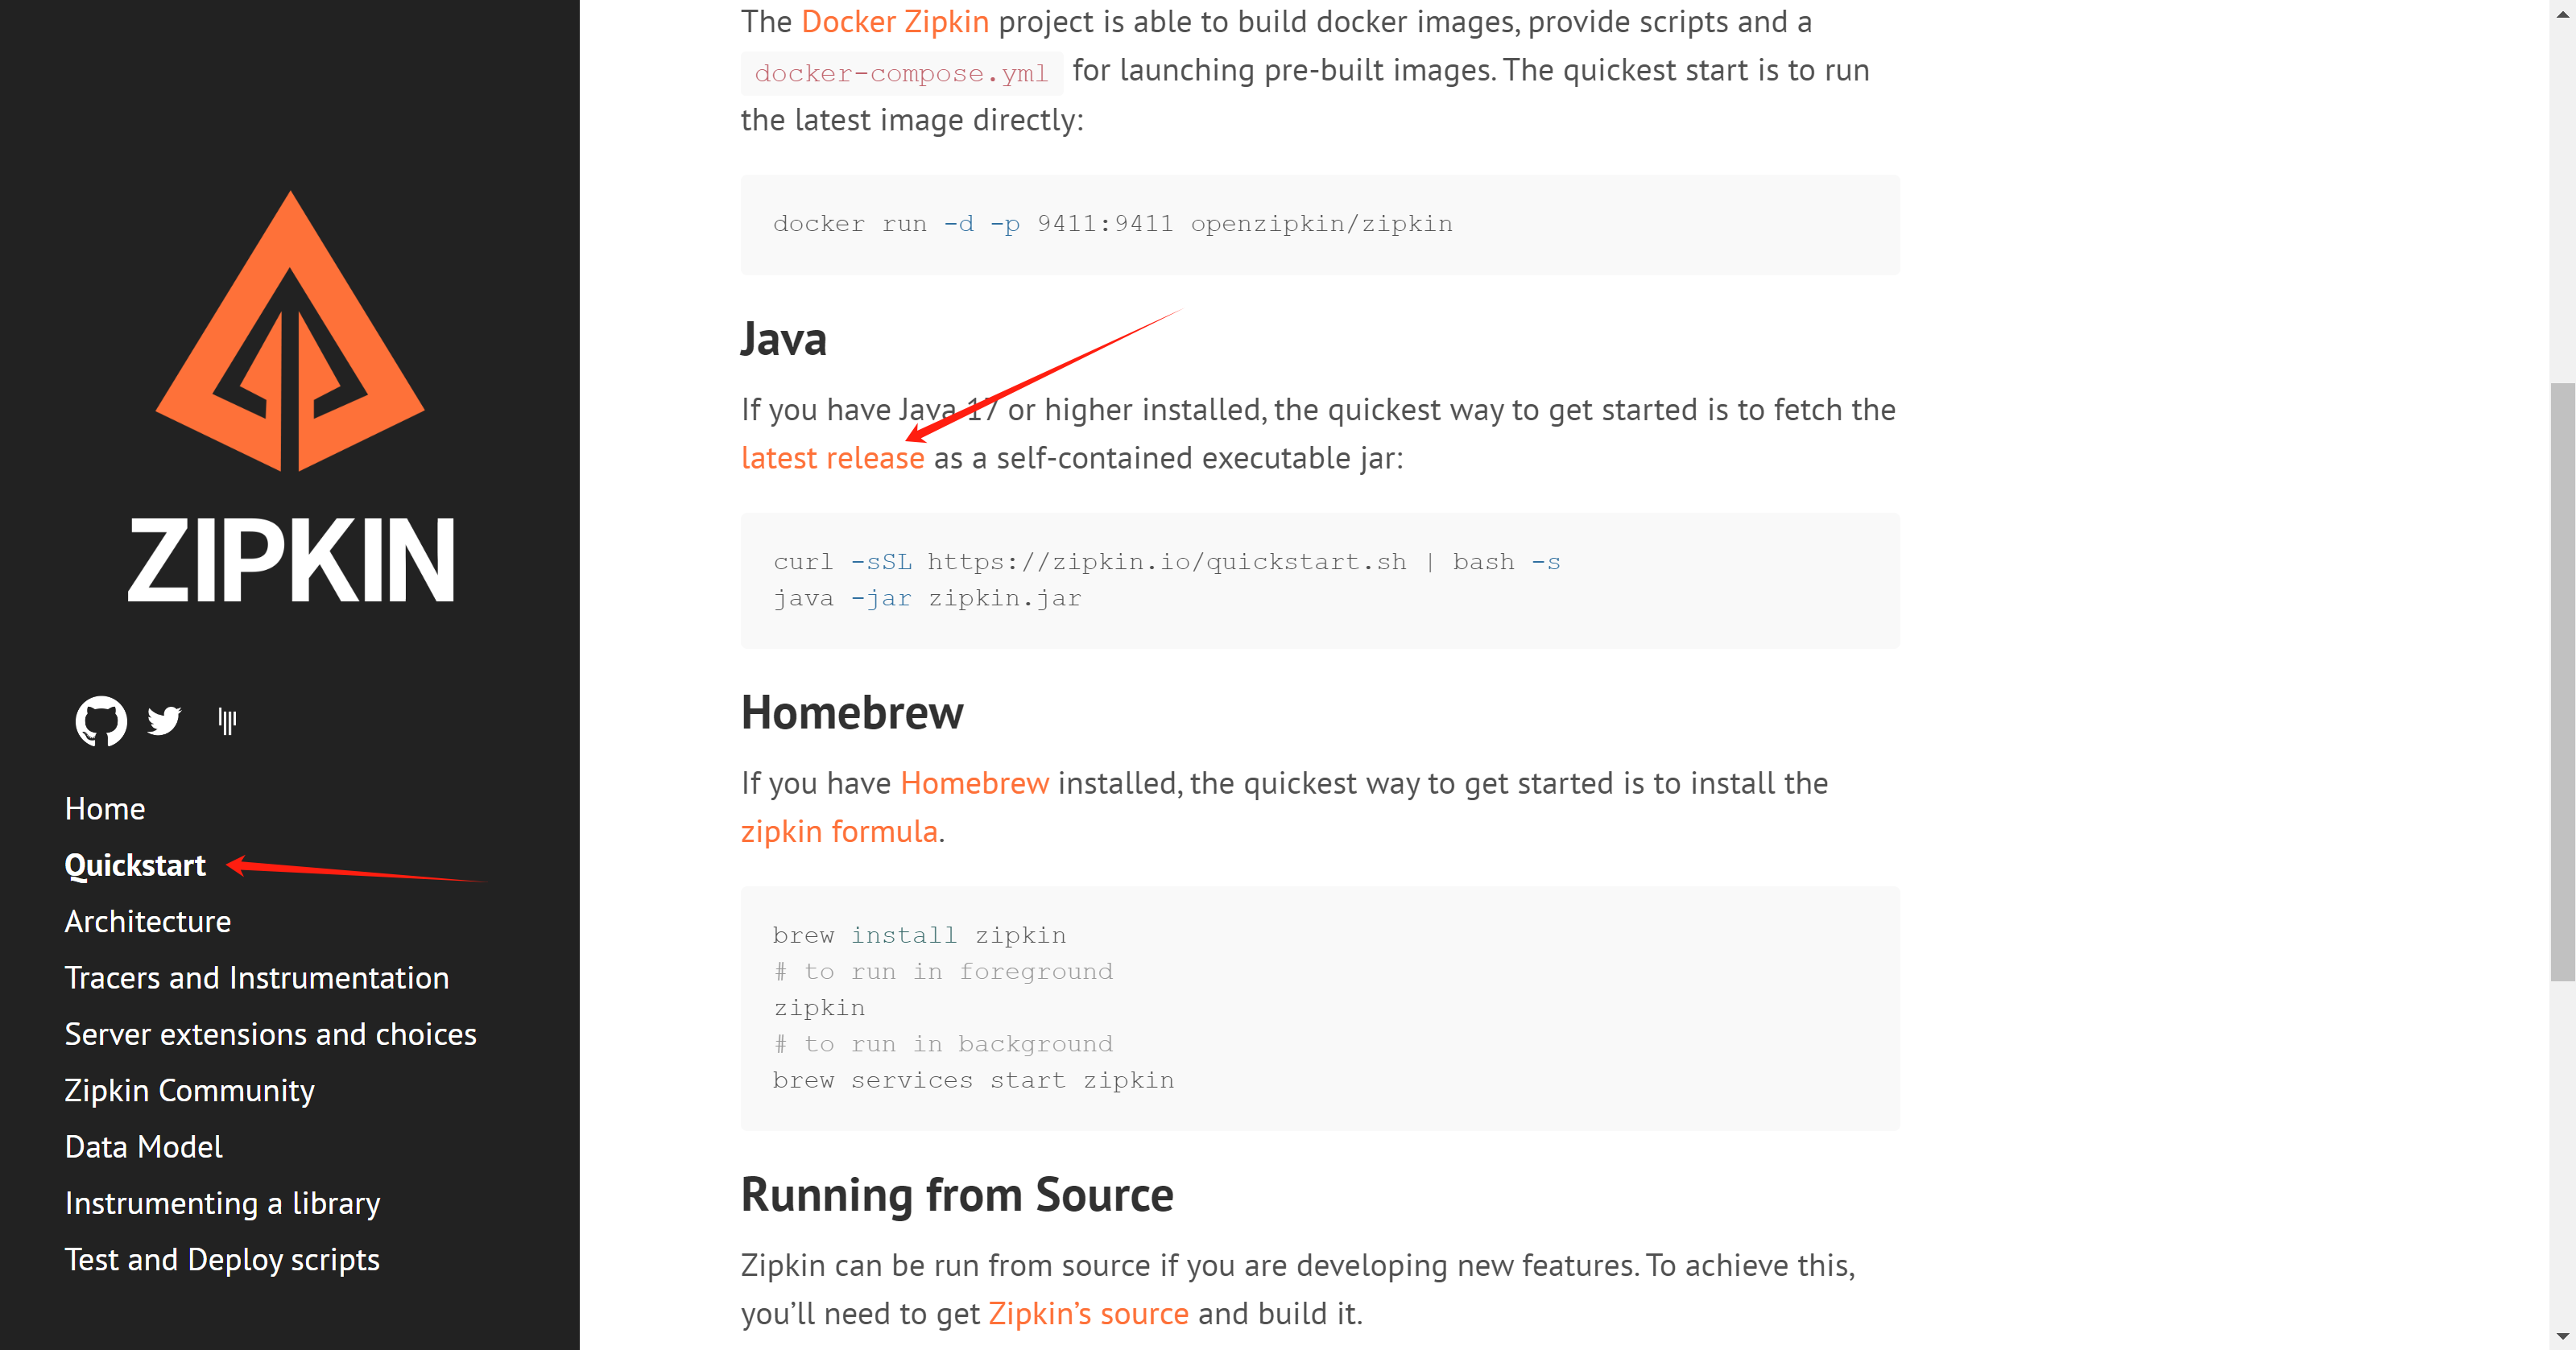 ZIPKIN
Home
Quickstart
Architecture
Tracers and Instrumentation
Server extensions and choices
Zipkin Community
Data Model
Instrumenting a library
Test and Deploy scripts
The Docker Zipkin project is able to build docker images, provide scripts and a
docker-compose.yml for launching pre-built images. The quickest start is to run
the latest image directly:
docker run -d -p 9411:9411 openzipkin/zipkin
Java
If you have Java 17 or higher installed, the quickest way to get started is to fetch the
latest release as a self-contained executable jar:
curl -sSL https://zipkin.io/quickstart.sh | bash -s
java -jar zipkin.jar
Homebrew
If you have Homebrew installed, the quickest way to get started is to install the
zipkin formula.
brew install zipkin
# to run in foreground
zipkin
# to run in background
brew services start zipkin
Running from Source
Zipkin can be run from source if you are developing new features. To achieve this,
you’ll need to get Zipkin’s source and build it.